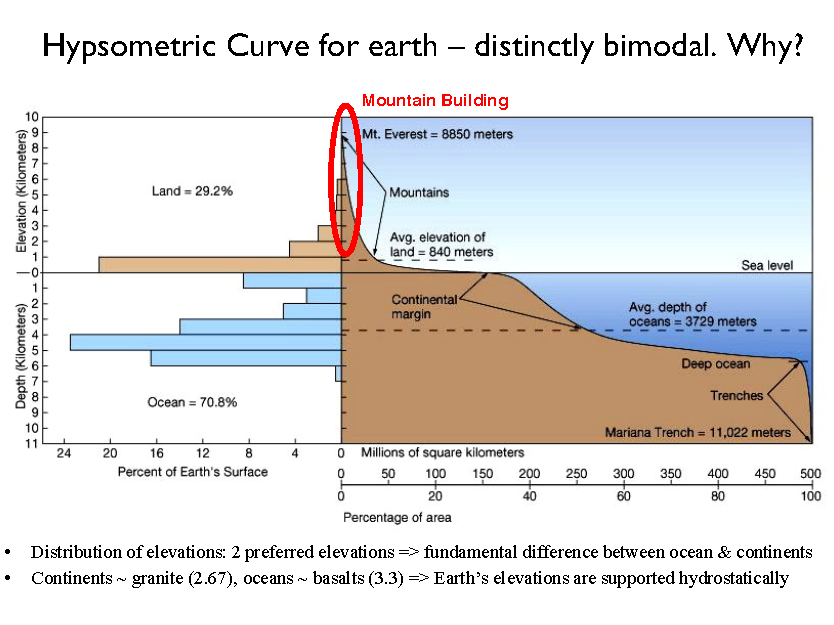 Hypsometric Curve for earth – distinctly bimodal. Why?
Mountain Building
10
9
8
7
6
5
4
3
2
1
0
1
2
3
4
5
6
7
8
9
10
11
Elevation (Kilometers)
Depth (Kilometers)
Land = 29.2%
Ocean = 70.8%
Mt. Everest = 8850 meters
Mountains
Avg. elevation of
land = 840 meters
Sea level
Continental
margin
Avg. depth of
oceans = 3729 meters
Deep ocean
Trenches
Mariana Trench = 11,022 meters
24 20 16 12 8 4 0
Percent of Earth's Surface
Millions of square kilometers
0 50 100 150 200 250 300 350 400 450 500
0 20 40 60 80 100
Percentage of area
• Distribution of elevations: 2 preferred elevations => fundamental difference between ocean & continents
• Continents ~ granite (2.67), oceans ~ basalts (3.3) => Earth's elevations are supported hydrostatically